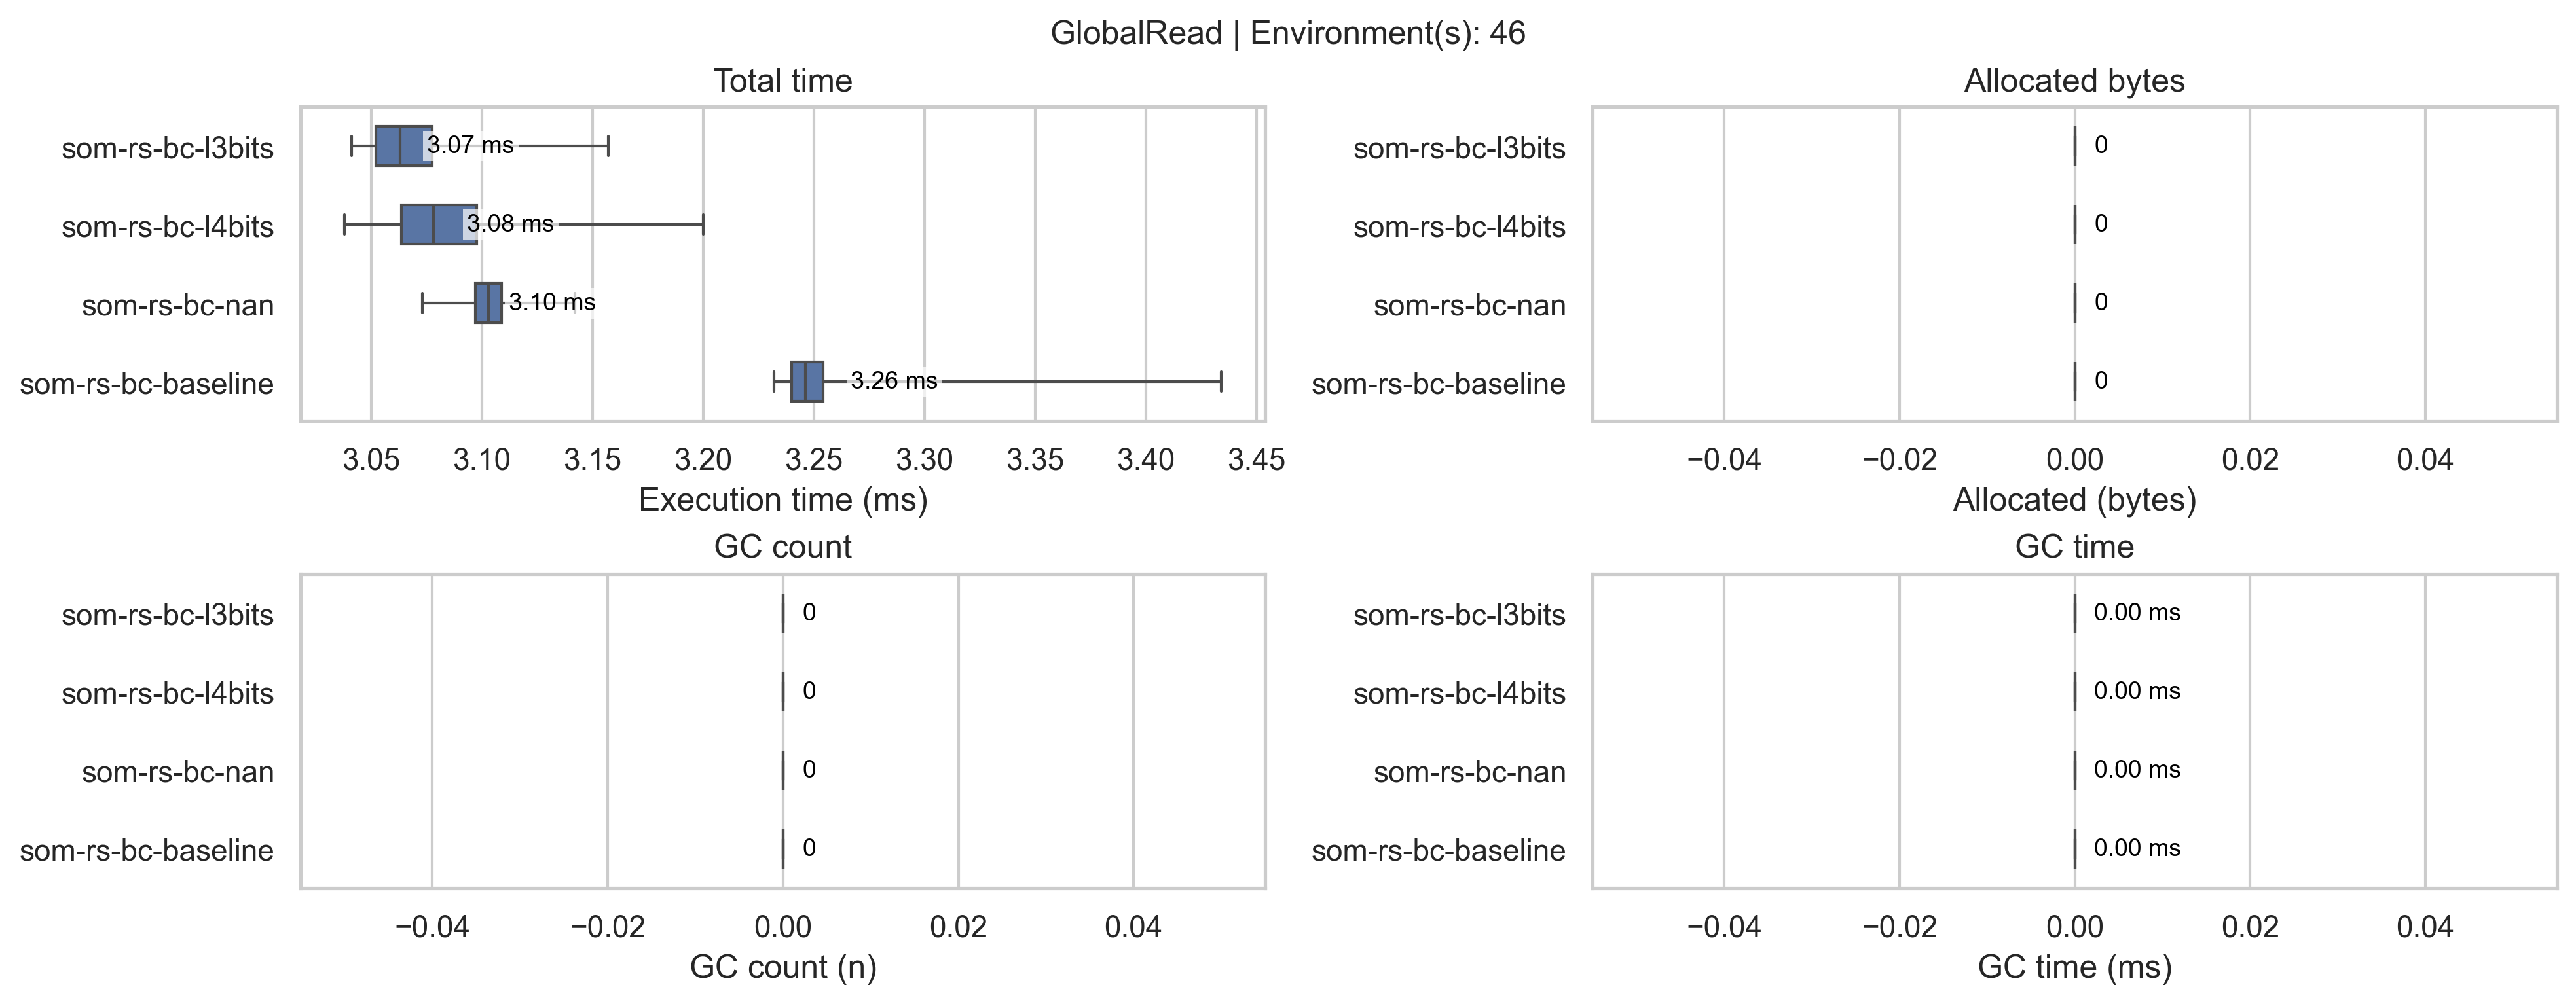 GlobalRead | Environment(s): 46
Total time
som-rs-bc-l3bits
3.07 ms
som-rs-bc-l4bits
3.08 ms
som-rs-bc-nan
3.10 ms
som-rs-bc-baseline
3.26 ms
3.05 3.10 3.15 3.20 3.25 3.30 3.35 3.40 3.45
Execution time (ms)
Allocated bytes
som-rs-bc-l3bits
0
som-rs-bc-l4bits
0
som-rs-bc-nan
0
som-rs-bc-baseline
0
−0.04 −0.02 0.00 0.02 0.04
Allocated (bytes)
GC count
som-rs-bc-l3bits
0
som-rs-bc-l4bits
0
som-rs-bc-nan
0
som-rs-bc-baseline
0
−0.04 −0.02 0.00 0.02 0.04
GC count (n)
GC time
som-rs-bc-l3bits
0.00 ms
som-rs-bc-l4bits
0.00 ms
som-rs-bc-nan
0.00 ms
som-rs-bc-baseline
0.00 ms
−0.04 −0.02 0.00 0.02 0.04
GC time (ms)